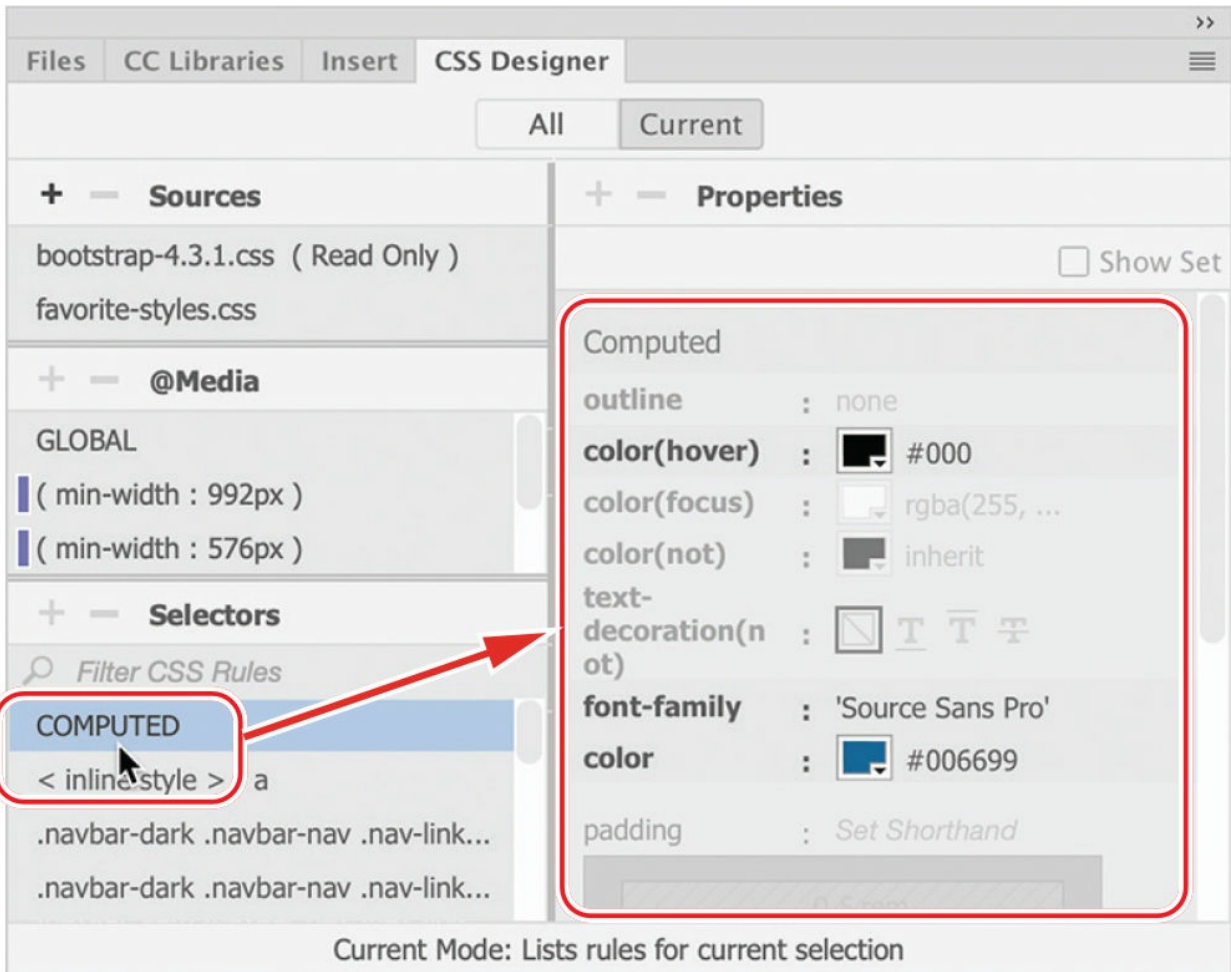 >>
Files CC Libraries Insert CSS Designer
All Current
+ − Sources
bootstrap-4.3.1.css ( Read Only )
favorite-styles.css
+ − @Media
GLOBAL
( min-width : 992px )
( min-width : 576px )
+ − Selectors
Filter CSS Rules
COMPUTED
< inline style > : a
.navbar-dark .navbar-nav .nav-link...
.navbar-dark .navbar-nav .nav-link...
+ − Properties
Show Set
Computed
outline : none
color(hover) : #000
color(focus) : rgba(255, ...
color(not) : inherit
text-
decoration(n : T T T
ot)
font-family : 'Source Sans Pro'
color : #006699
padding : Set Shorthand
Current Mode: Lists rules for current selection